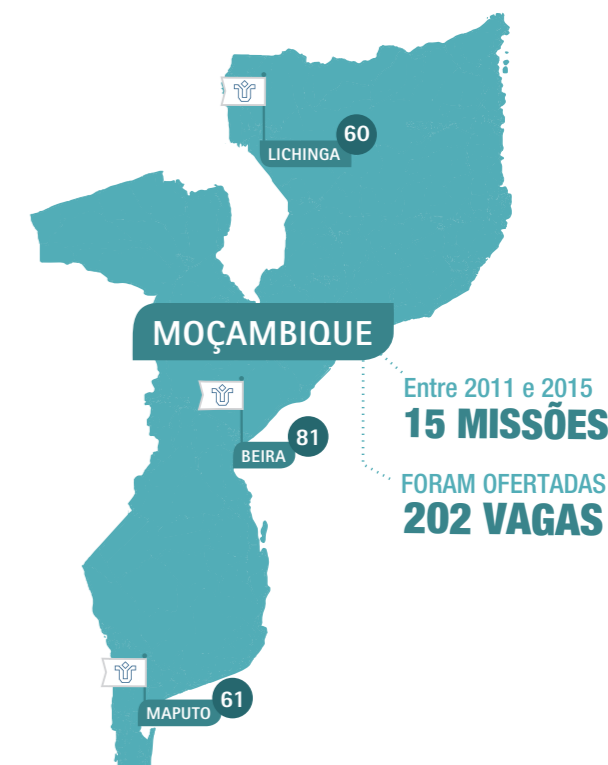 60
LICHINGA
MOÇAMBIQUE
Entre 2011 e 2015
15 MISSÕES
81
BEIRA
FORAM OFERTADAS
202 VAGAS
61
MAPUTO